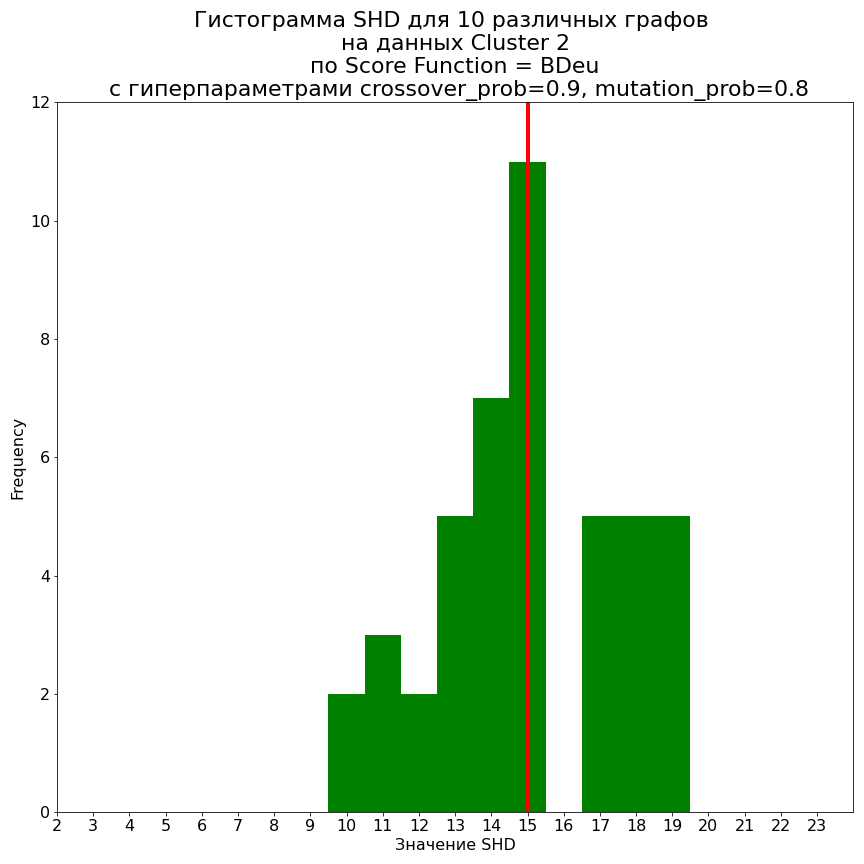 Гистограмма SHD для 10 различных графов
на данных Cluster 2
по Score Function = BDeu
с гиперпараметрами crossover_prob=0.9, mutation_prob=0.8
12
10
8
6
4
2
0
Frequency
2 3 4 5 6 7 8 9 10 11 12 13 14 15 16 17 18 19 20 21 22 23
Значение SHD